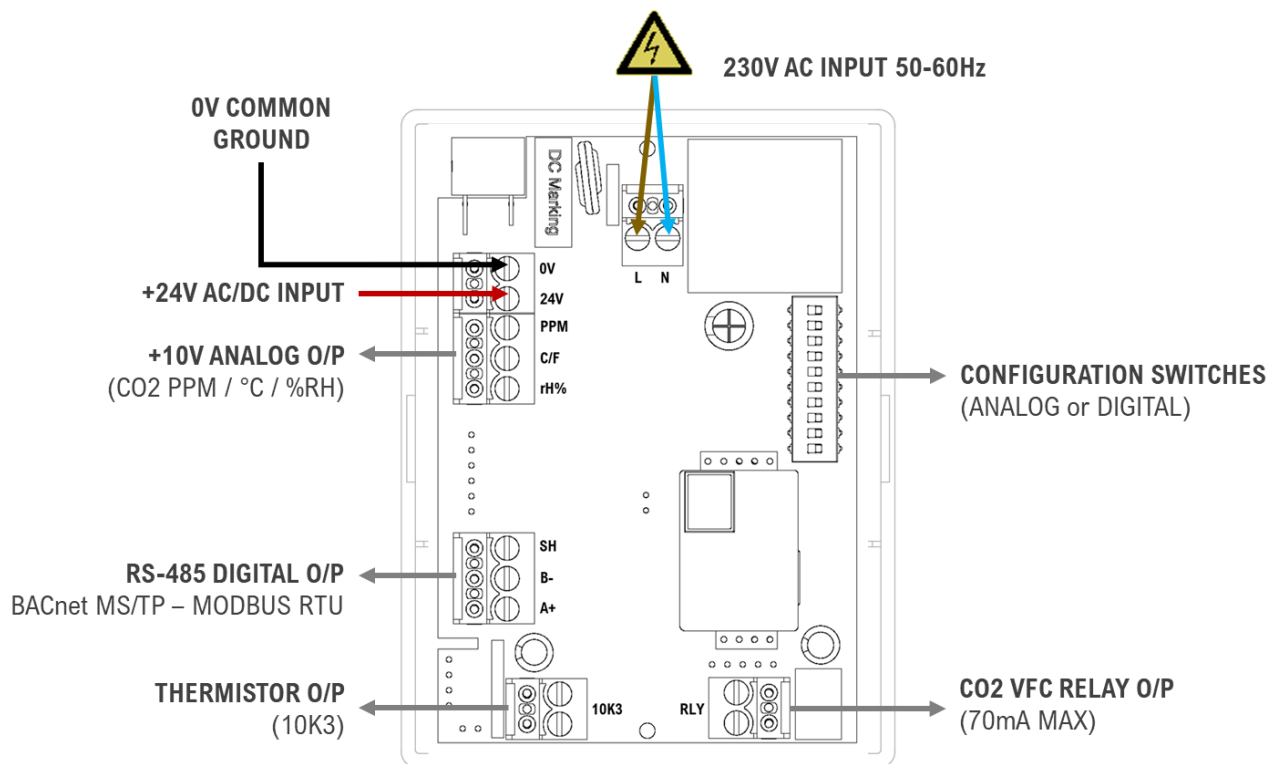 230V AC INPUT 50-60Hz
0V COMMON
GROUND
DC Marking
L N
0V
+24V AC/DC INPUT
24V
+10V ANALOG O/P
(CO2 PPM / °C / %RH)
PPM
C/F
rH%
CONFIGURATION SWITCHES
(ANALOG or DIGITAL)
RS-485 DIGITAL O/P
BACnet MS/TP – MODBUS RTU
SH
B-
A+
THERMISTOR O/P
(10K3)
10K3
RLY
CO2 VFC RELAY O/P
(70mA MAX)